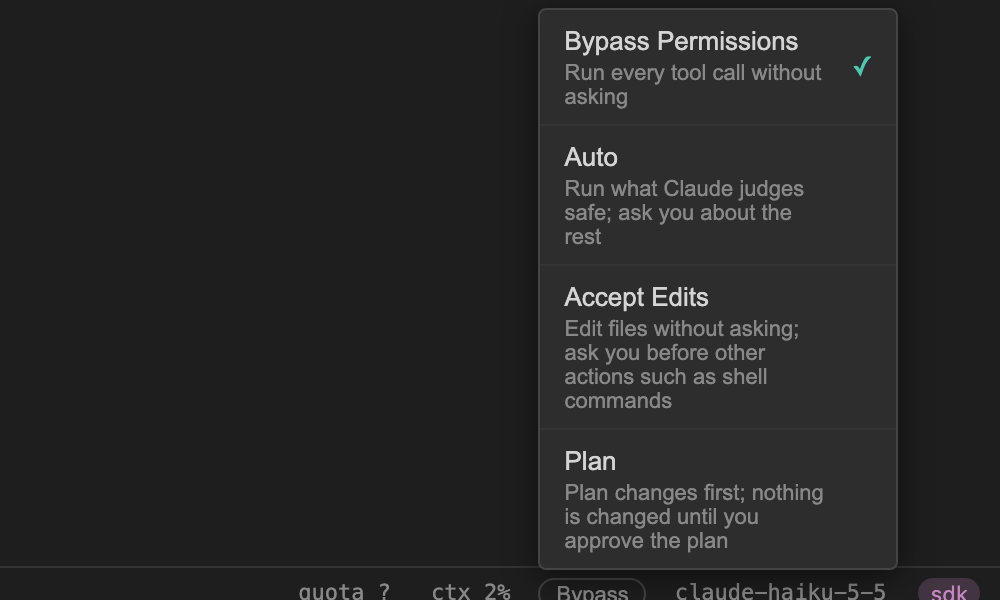 Bypass Permissions
Run every tool call without
asking
✓
Auto
Run what Claude judges
safe; ask you about the
rest
Accept Edits
Edit files without asking;
ask you before other
actions such as shell
commands
Plan
Plan changes first; nothing
is changed until you
approve the plan
quota ? ctx 2% Bypass claude-haiku-5-5 sdk